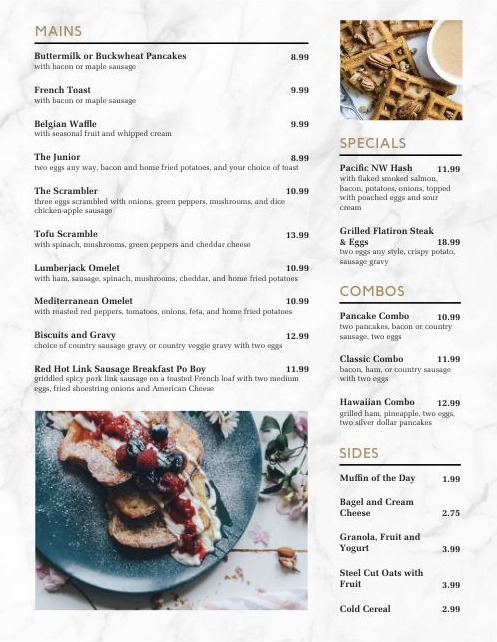 MAINS
Buttermilk or Buckwheat Pancakes 8.99
with bacon or maple sausage
French Toast 9.99
with bacon or maple sausage
Belgian Waffle 9.99
with seasonal fruit and whipped cream
The Junior 8.99
two eggs any way, bacon and home fried potatoes, and your choice of toast
The Scrambler 10.99
three eggs scrambled with onions, green peppers, mushrooms, and dice
chicken-apple sausage
Tofu Scramble 13.99
with spinach, mushrooms, green peppers and cheddar cheese
Lumberjack Omelet 10.99
with ham, sausage, spinach, mushrooms, cheddar, and home fried potatoes
Mediterranean Omelet 10.99
with roasted red peppers, tomatoes, onions, feta, and home fried potatoes
Biscuits and Gravy 12.99
choice of country sausage gravy or country veggie gravy with two eggs
Red Hot Link Sausage Breakfast Po Boy 11.99
griddled spicy pork link sausage on a toasted French loaf with two medium
eggs, fried shoestring onions and American Cheese
SPECIALS
Pacific NW Hash 11.99
with flaked smoked salmon,
bacon, potatoes, onions, topped
with poached eggs and sour
cream
Grilled Flatiron Steak
& Eggs 18.99
two eggs any style, crispy potato,
sausage gravy
COMBOS
Pancake Combo 10.99
two pancakes, bacon or country
sausage, two eggs
Classic Combo 11.99
bacon, ham, or country sausage
with two eggs
Hawaiian Combo 12.99
grilled ham, pineapple, two eggs,
two silver dollar pancakes
SIDES
Muffin of the Day 1.99
Bagel and Cream
Cheese 2.75
Granola, Fruit and
Yogurt 3.99
Steel Cut Oats with
Fruit 3.99
Cold Cereal 2.99